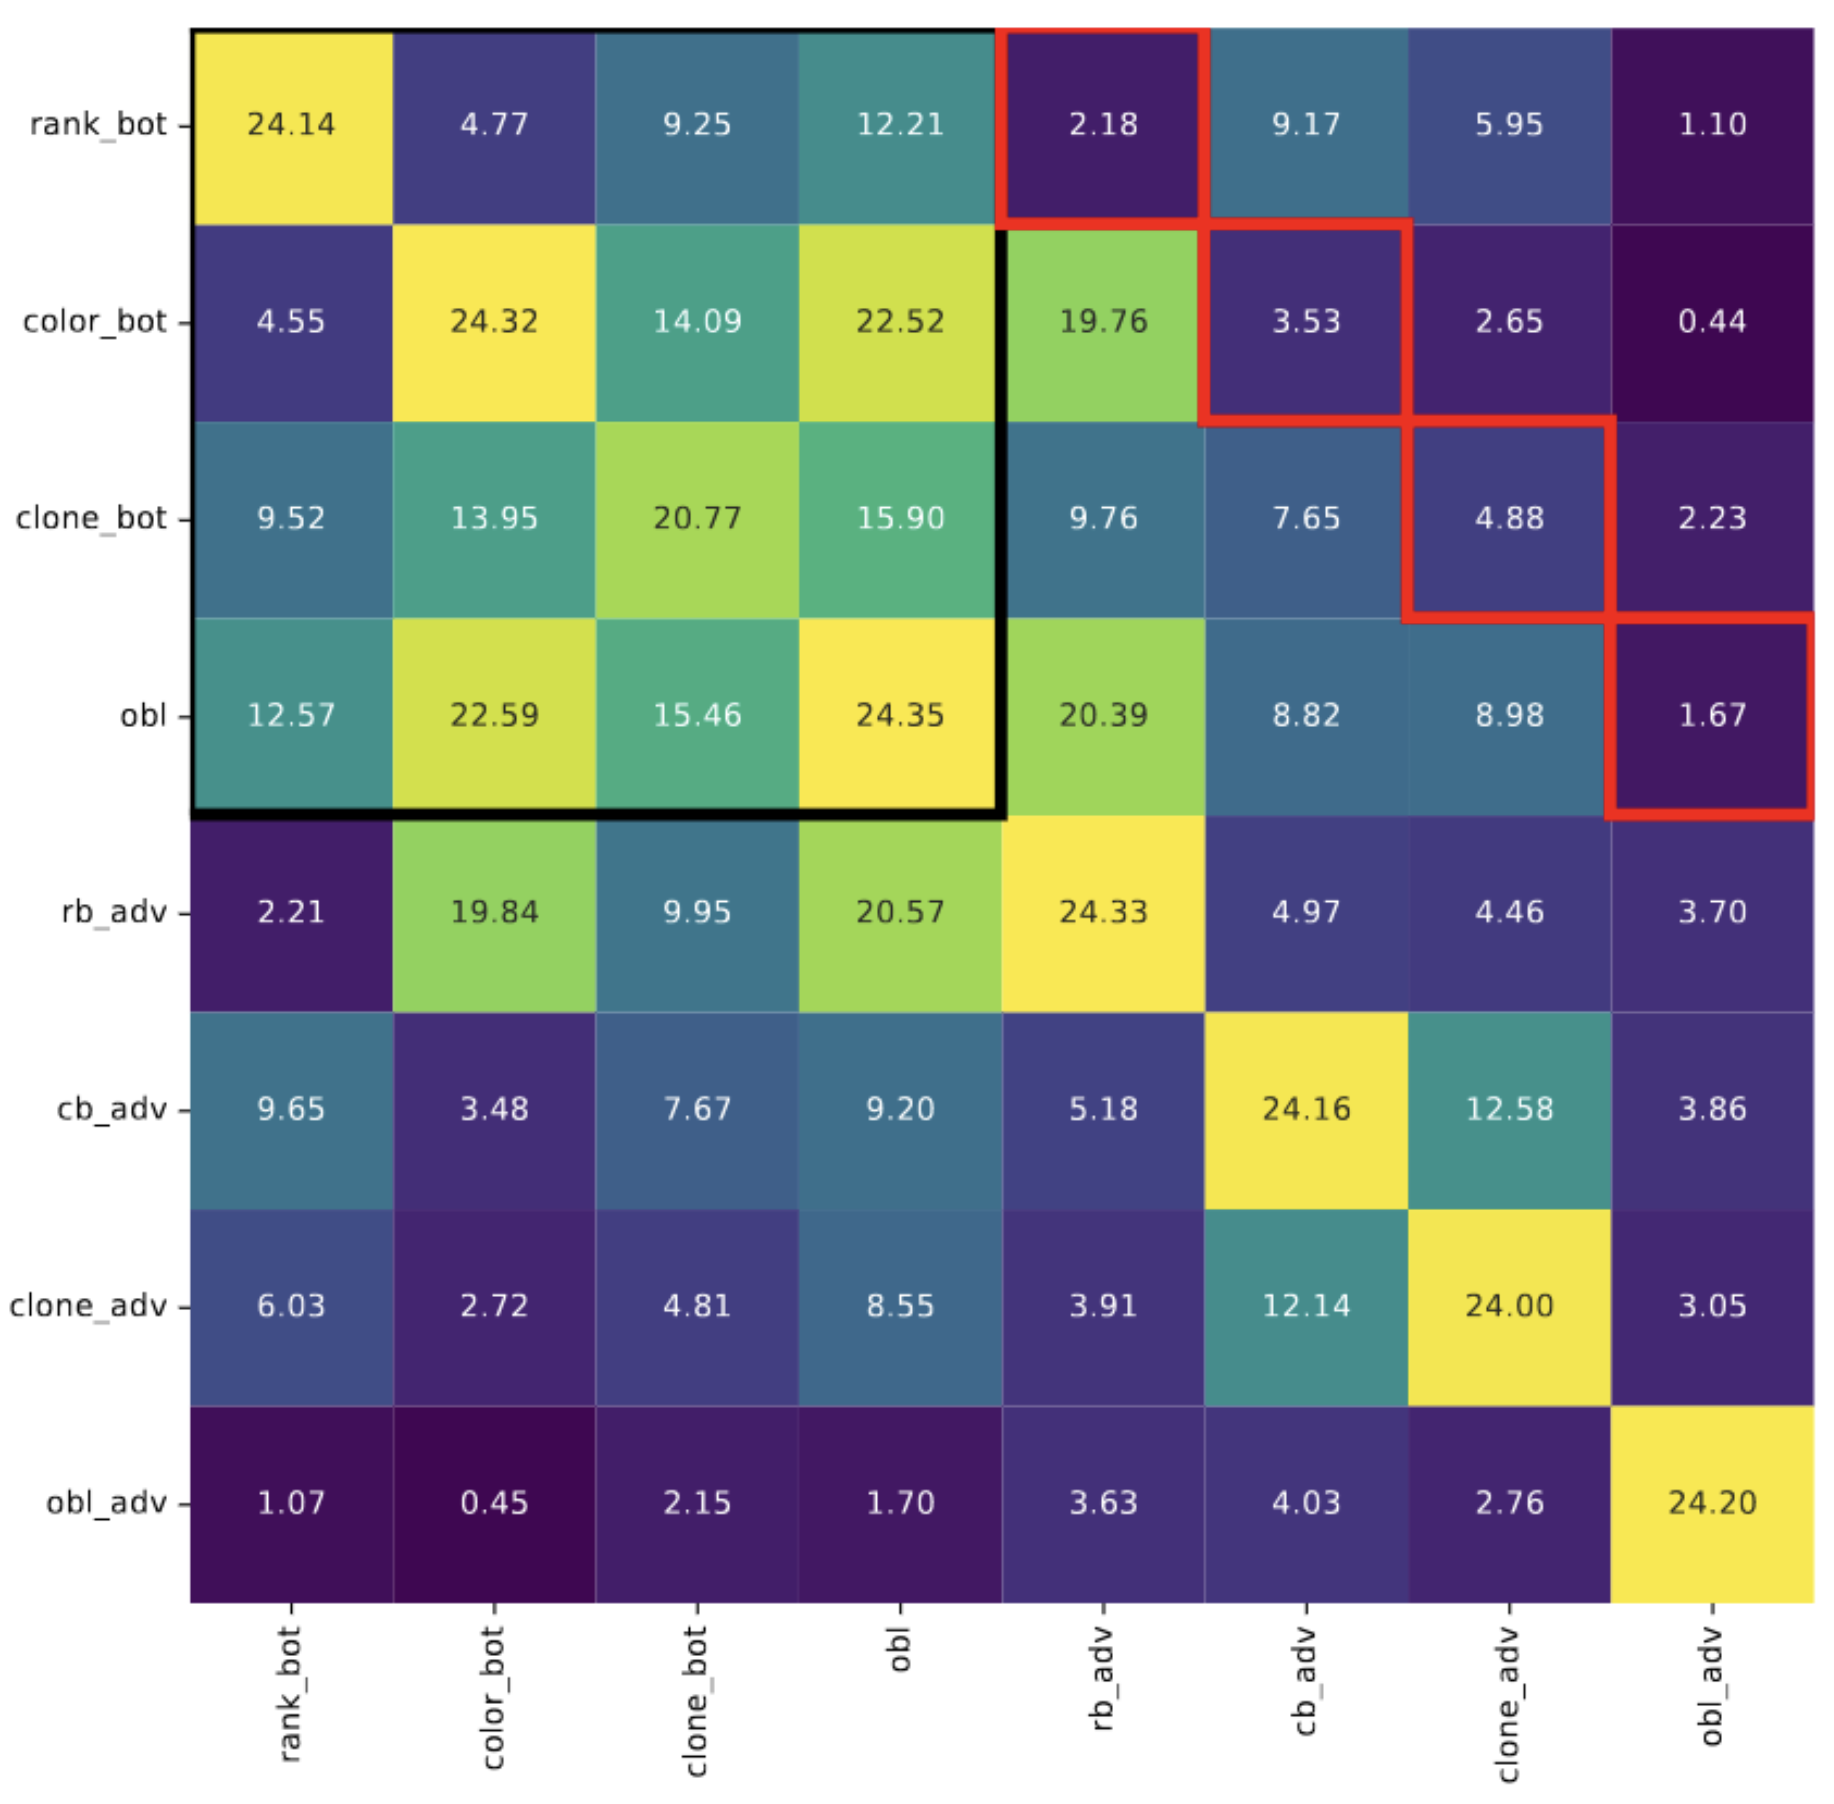 rank_bot 24.14 4.77 9.25 12.21 2.18 9.17 5.95 1.10
color_bot 4.55 24.32 14.09 22.52 19.76 3.53 2.65 0.44
clone_bot 9.52 13.95 20.77 15.90 9.76 7.65 4.88 2.23
obl 12.57 22.59 15.46 24.35 20.39 8.82 8.98 1.67
rb_adv 2.21 19.84 9.95 20.57 24.33 4.97 4.46 3.70
cb_adv 9.65 3.48 7.67 9.20 5.18 24.16 12.58 3.86
clone_adv 6.03 2.72 4.81 8.55 3.91 12.14 24.00 3.05
obl_adv 1.07 0.45 2.15 1.70 3.63 4.03 2.76 24.20
rank_bot color_bot clone_bot obl rb_adv cb_adv clone_adv obl_adv